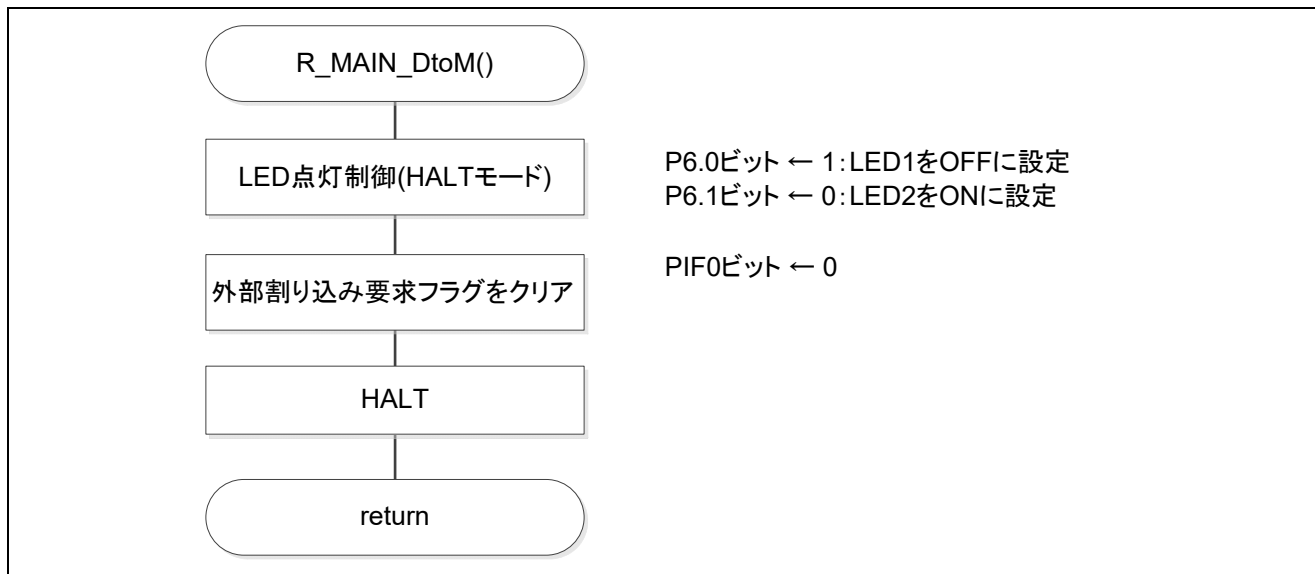 R_MAIN_DtoM()
LED点灯制御(HALTモード)
P6.0ビット ← 1:LED1をOFFに設定
P6.1ビット ← 0:LED2をONに設定
外部割り込み要求フラグをクリア
PIF0ビット ← 0
HALT
return